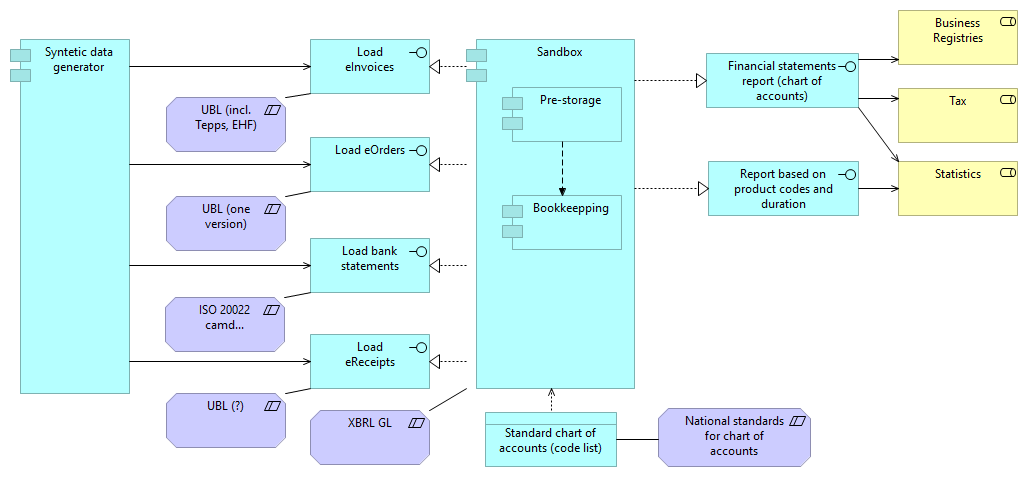 Syntetic data
generator
Load
eInvoices
UBL (incl.
Tepps, EHF)
Load eOrders
UBL (one
version)
Load bank
statements
ISO 20022
camd...
Load
eReceipts
UBL (?)
XBRL GL
Sandbox
Pre-storage
Bookkeepping
Standard chart of
accounts (code list)
National standards
for chart of
accounts
Financial statements
report (chart of
accounts)
Report based on
product codes and
duration
Business
Registries
Tax
Statistics